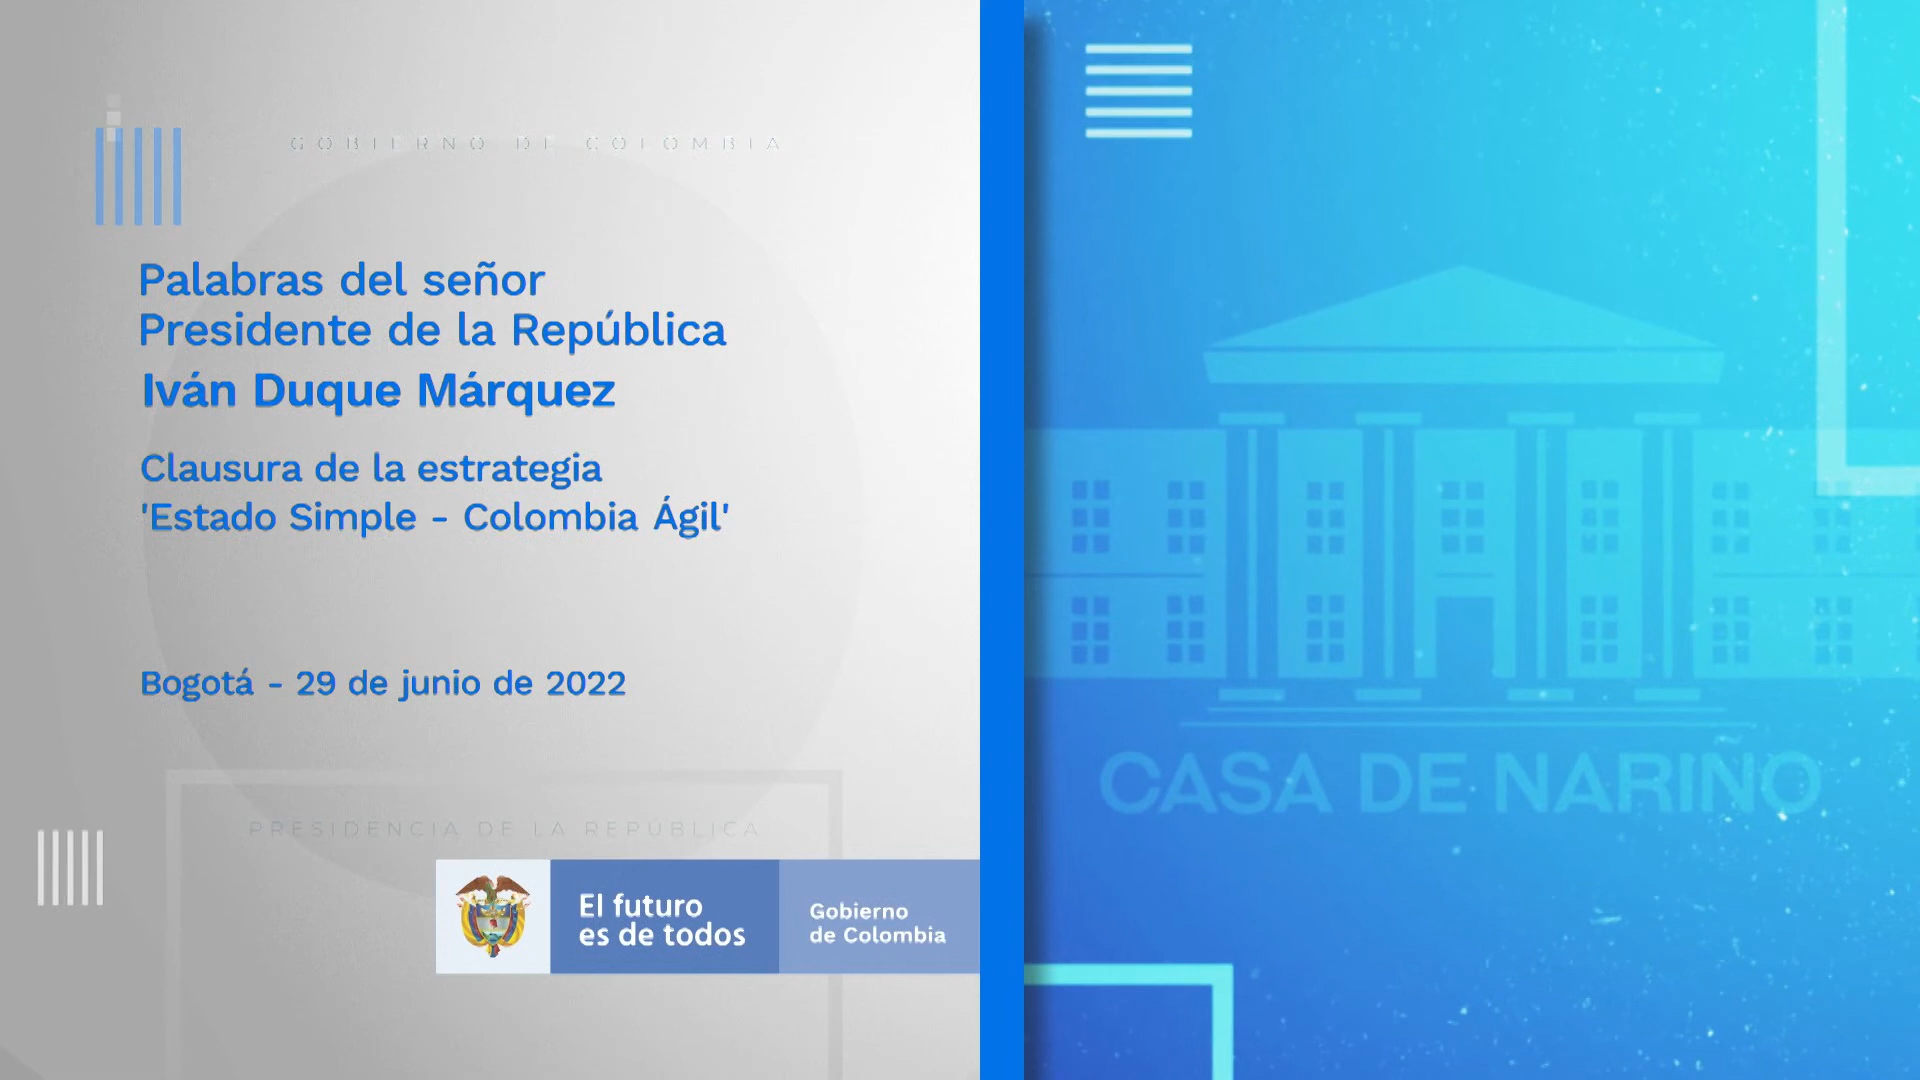 GOBIERNO DE COLOMBIA
Palabras del señor
Presidente de la República
Iván Duque Márquez
Clausura de la estrategia
'Estado Simple - Colombia Ágil'
Bogotá - 29 de junio de 2022
PRESIDENCIA DE LA REPÚBLICA
El futuro
es de todos
Gobierno
de Colombia
CASA DE NARIÑO